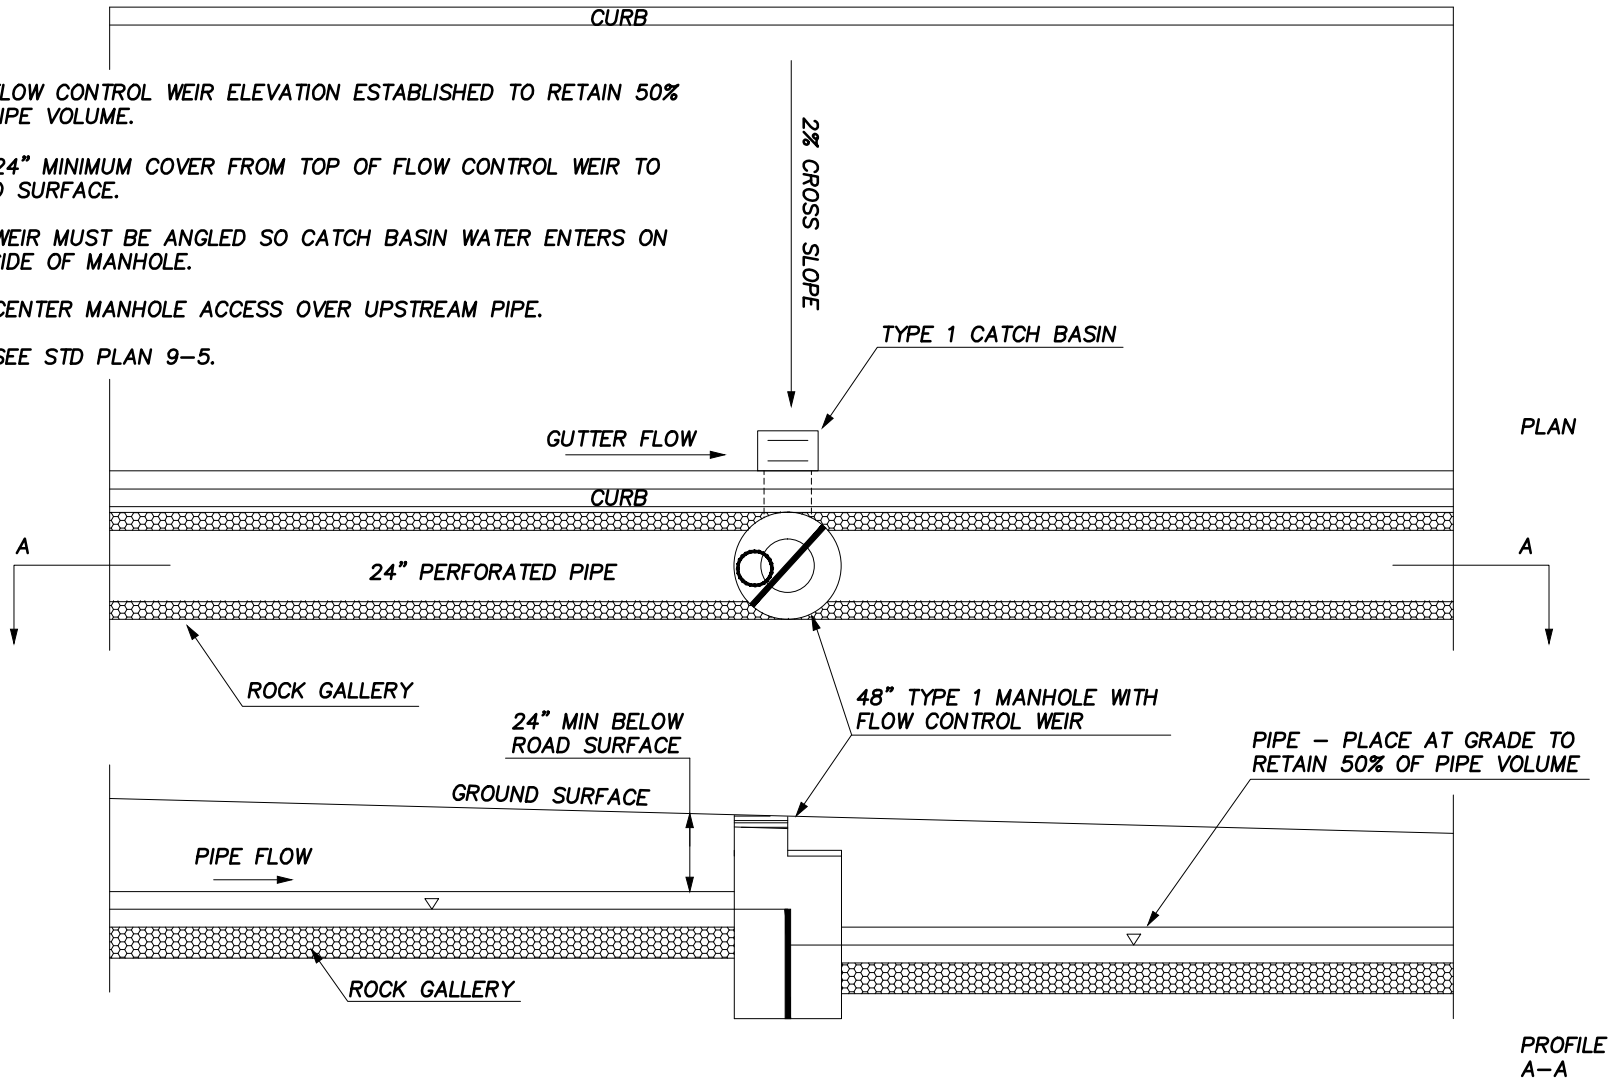 CURB
LOW CONTROL WEIR ELEVATION ESTABLISHED TO RETAIN 50%
IPE VOLUME.
24" MINIMUM COVER FROM TOP OF FLOW CONTROL WEIR TO
D SURFACE.
WEIR MUST BE ANGLED SO CATCH BASIN WATER ENTERS ON
IDE OF MANHOLE.
CENTER MANHOLE ACCESS OVER UPSTREAM PIPE.
SEE STD PLAN 9-5.
2% CROSS SLOPE
TYPE 1 CATCH BASIN
PLAN
GUTTER FLOW
CURB
A
A
24" PERFORATED PIPE
ROCK GALLERY
48" TYPE 1 MANHOLE WITH
FLOW CONTROL WEIR
24" MIN BELOW
ROAD SURFACE
PIPE – PLACE AT GRADE TO
RETAIN 50% OF PIPE VOLUME
GROUND SURFACE
PIPE FLOW
ROCK GALLERY
PROFILE
A-A